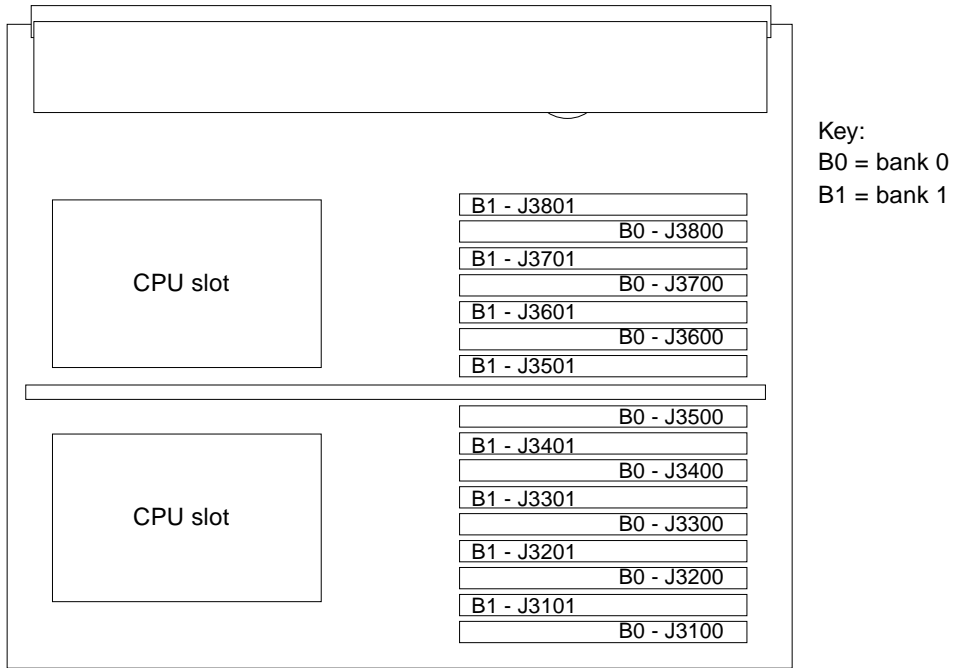 Key:
B0 = bank 0
B1 = bank 1
B1 - J3801
B0 - J3800
B1 - J3701
CPU slot
B0 - J3700
B1 - J3601
B0 - J3600
B1 - J3501
B0 - J3500
B1 - J3401
B0 - J3400
B1 - J3301
CPU slot
B0 - J3300
B1 - J3201
B0 - J3200
B1 - J3101
B0 - J3100